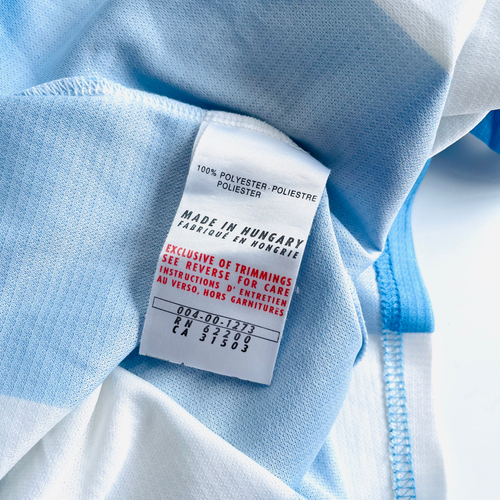 100% POLYESTER-POLIESTRE
POLIESTER
MADE IN HUNGARY
FABRIQUE EN HONGRIE
EXCLUSIVE OF TRIMMINGS
SEE REVERSE FOR CARE
INSTRUCTIONS D' ENTRETIEN
AU VERSO, HORS GARNITURES
004-00-1273
RN 62200
CA 31503